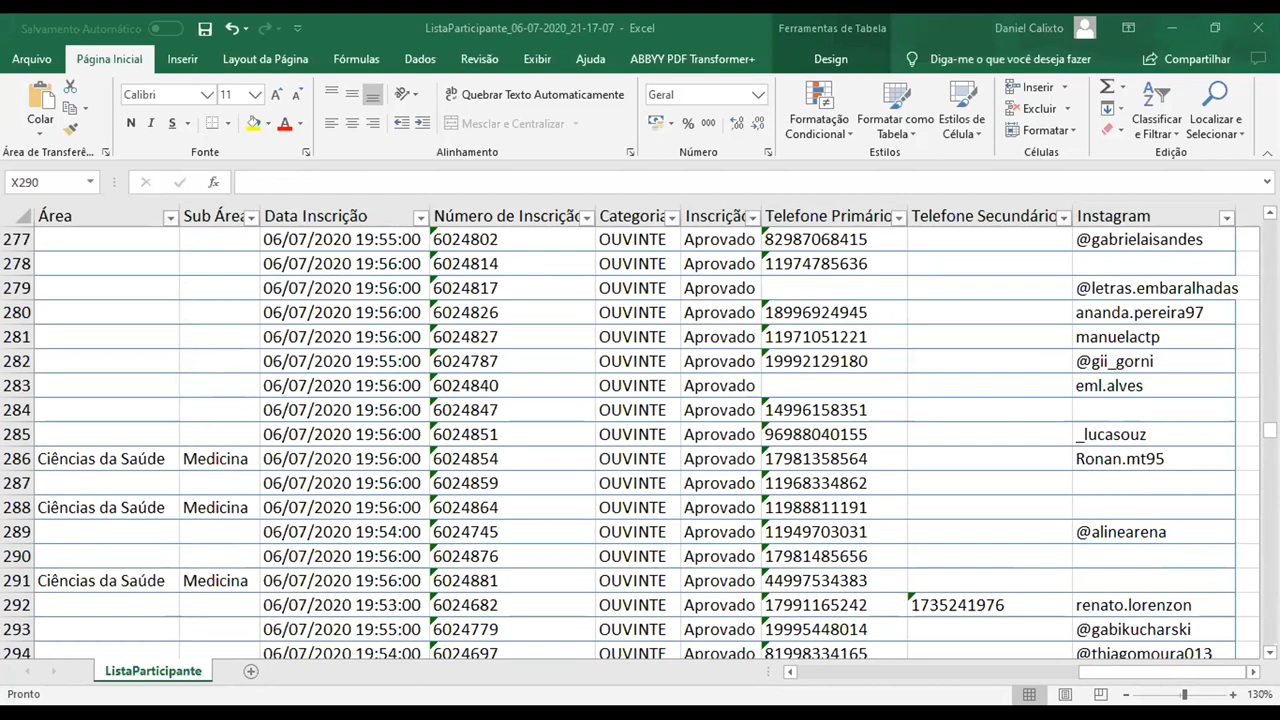 Salvamento Automático
ListaParticipante_06-07-2020_21-17-07 - Excel
Ferramentas de Tabela
Daniel Calixto
Arquivo Página Inicial Inserir Layout da Página Fórmulas Dados Revisão Exibir Ajuda ABBYY PDF Transformer+ Design Diga-me o que você deseja fazer Compartilhar
Colar
Calibri 11
N I S
Quebrar Texto Automaticamente
Mesclar e Centralizar
Geral
% 000
Formatação Condicional
Formatar como Tabela
Estilos de Célula
Inserir
Excluir
Formatar
Classificar e Filtrar
Localizar e Selecionar
Área de Transferê... Fonte Alinhamento Número Estilos Células Edição
X290 fx
Área Sub Área Data Inscrição Número de Inscrição Categoria Inscrição Telefone Primário Telefone Secundário Instagram
277 06/07/2020 19:55:00 6024802 OUVINTE Aprovado 82987068415 @gabrielaisandes
278 06/07/2020 19:56:00 6024814 OUVINTE Aprovado 11974785636
279 06/07/2020 19:56:00 6024817 OUVINTE Aprovado @letras.embaralhadas
280 06/07/2020 19:56:00 6024826 OUVINTE Aprovado 18996924945 ananda.pereira97
281 06/07/2020 19:56:00 6024837 OUVINTE Aprovado 11971051221 manuelactp
282 06/07/2020 19:55:00 6024787 OUVINTE Aprovado 19992129180 @gii_gorni
283 06/07/2020 19:56:00 6024840 OUVINTE Aprovado eml.alves
284 06/07/2020 19:56:00 6024847 OUVINTE Aprovado 14996158351
285 06/07/2020 19:56:00 6024851 OUVINTE Aprovado 96988040155 _lucasouz
286 Ciências da Saúde Medicina 06/07/2020 19:56:00 6024854 OUVINTE Aprovado 17981358564 Ronan.mt95
287 06/07/2020 19:56:00 6024859 OUVINTE Aprovado 11968334862
288 Ciências da Saúde Medicina 06/07/2020 19:56:00 6024864 OUVINTE Aprovado 11988811191
289 06/07/2020 19:54:00 6024745 OUVINTE Aprovado 11949703031 @alinearena
290 06/07/2020 19:56:00 6024876 OUVINTE Aprovado 17981485656
291 Ciências da Saúde Medicina 06/07/2020 19:56:00 6024881 OUVINTE Aprovado 44997534383
292 06/07/2020 19:53:00 6024682 OUVINTE Aprovado 17991165242 1735241976 renato.lorenzon
293 06/07/2020 19:55:00 6024779 OUVINTE Aprovado 19995448014 @gabikucharski
294 06/07/2020 19:54:00 6024697 OUVINTE Aprovado 81998334165 @thiagomoura013
ListaParticipante
Pronto 130%